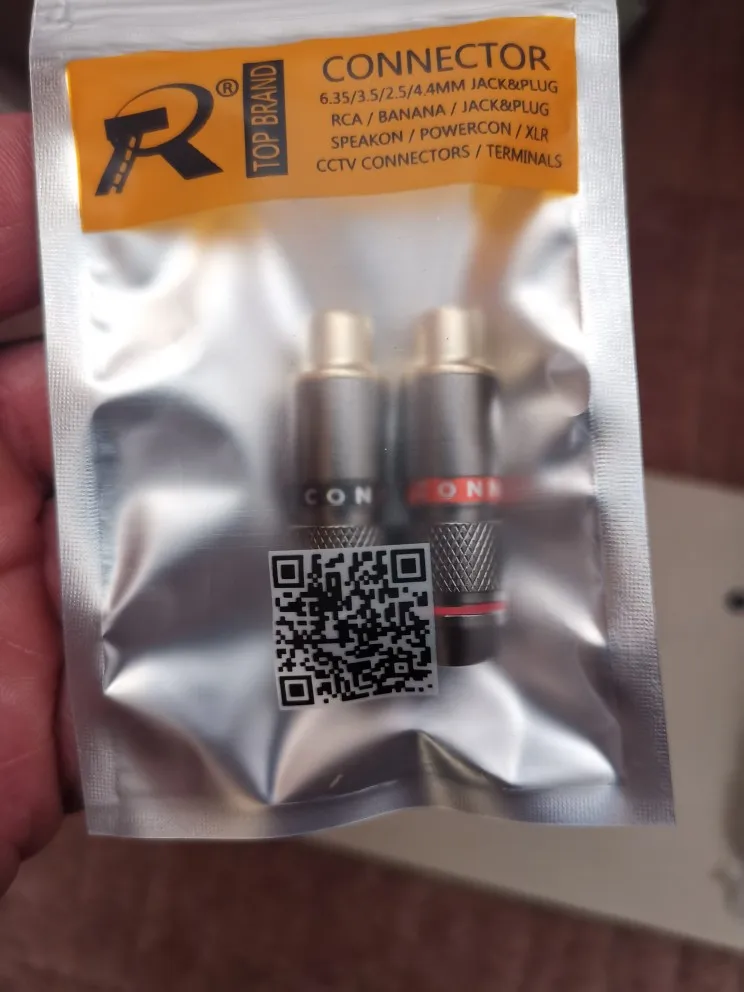 R®
TOP BRAND
CONNECTOR
6.35/3.5/2.5/4.4MM JACK&PLUG
RCA / BANANA / JACK&PLUG
SPEAKON / POWERCON / XLR
CCTV CONNECTORS / TERMINALS
CON
ONN